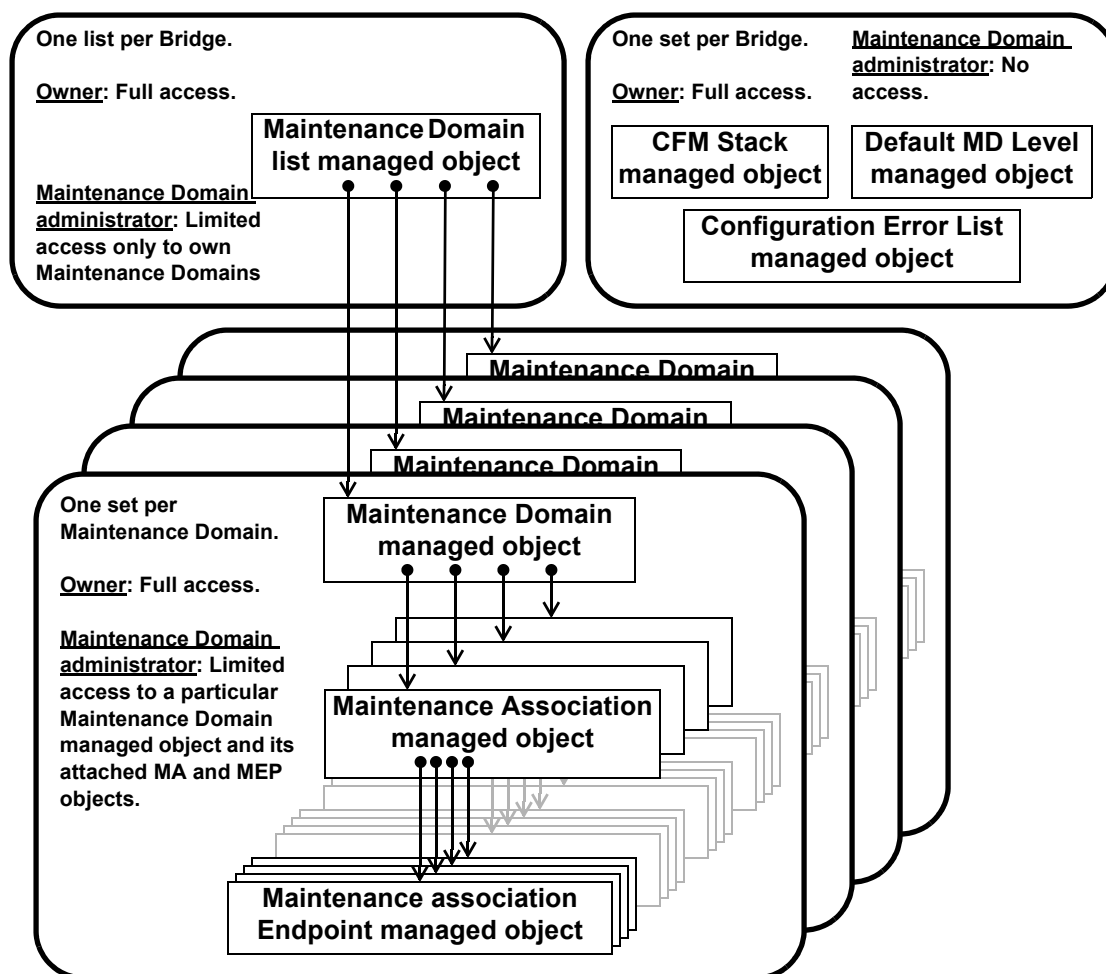 One list per Bridge.
Owner: Full access.
Maintenance Domain
list managed object
Maintenance Domain
administrator: Limited
access only to own
Maintenance Domains
One set per Bridge.
Owner: Full access.
Maintenance Domain
administrator: No
access.
CFM Stack
managed object
Default MD Level
managed object
Configuration Error List
managed object
Maintenance Domain
Maintenance Domain
Maintenance Domain
One set per
Maintenance Domain.
Owner: Full access.
Maintenance Domain
administrator: Limited
access to a particular
Maintenance Domain
managed object and its
attached MA and MEP
objects.
Maintenance Domain
managed object
Maintenance Association
managed object
Maintenance association
Endpoint managed object